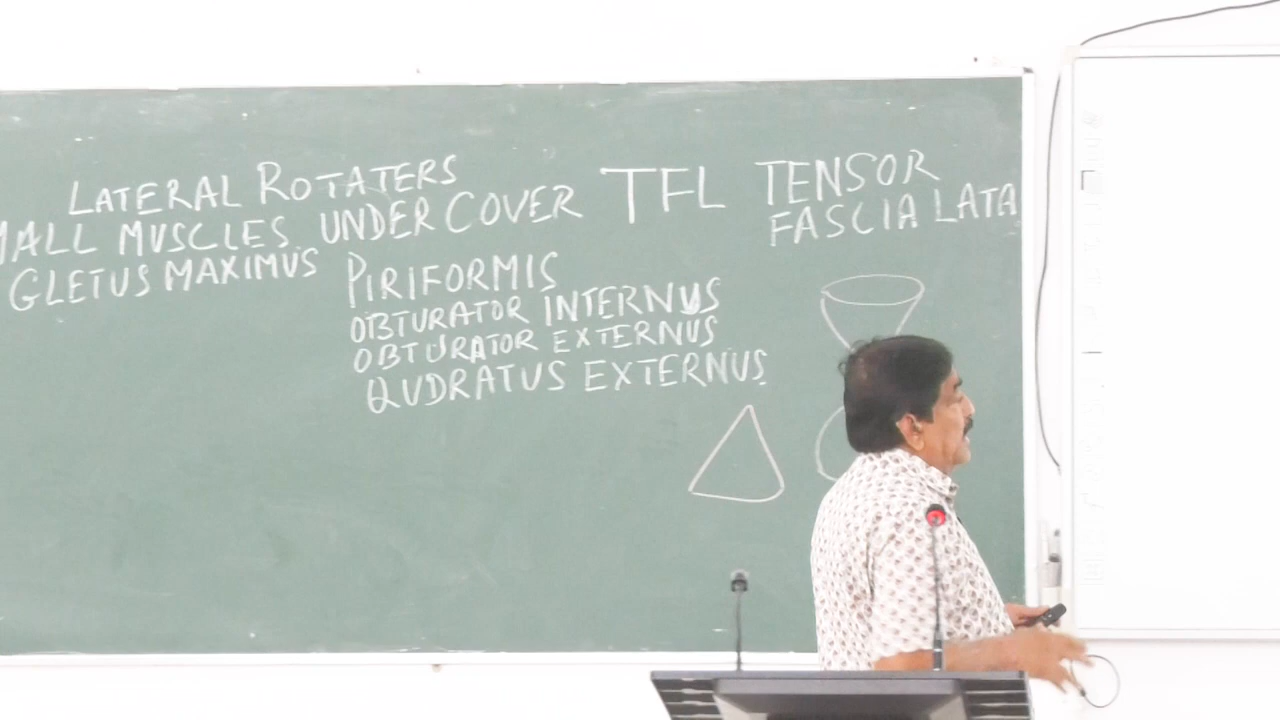 LATERAL ROTATERS
MALL MUSCLES UNDER COVER
GLETUS MAXIMUS
PIRIFORMIS
OBTURATOR INTERNUS
OBTURATOR EXTERNUS
QUDRATUS EXTERNUS
TFL TENSOR
FASCIA LATA